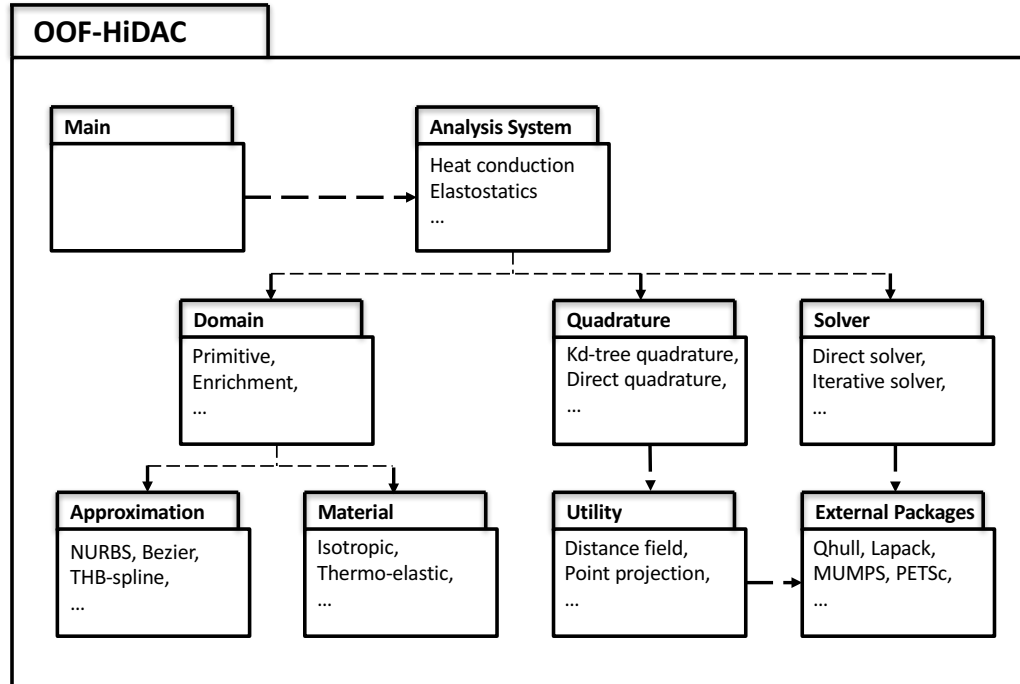 OOF-HiDAC
Main
Analysis System
Heat conduction
Elastostatics
...
Domain
Primitive,
Enrichment,
...
Quadrature
Kd-tree quadrature,
Direct quadrature,
...
Solver
Direct solver,
Iterative solver,
...
Approximation
NURBS, Bezier,
THB-spline,
...
Material
Isotropic,
Thermo-elastic,
...
Utility
Distance field,
Point projection,
...
External Packages
Qhull, Lapack,
MUMPS, PETSc,
...